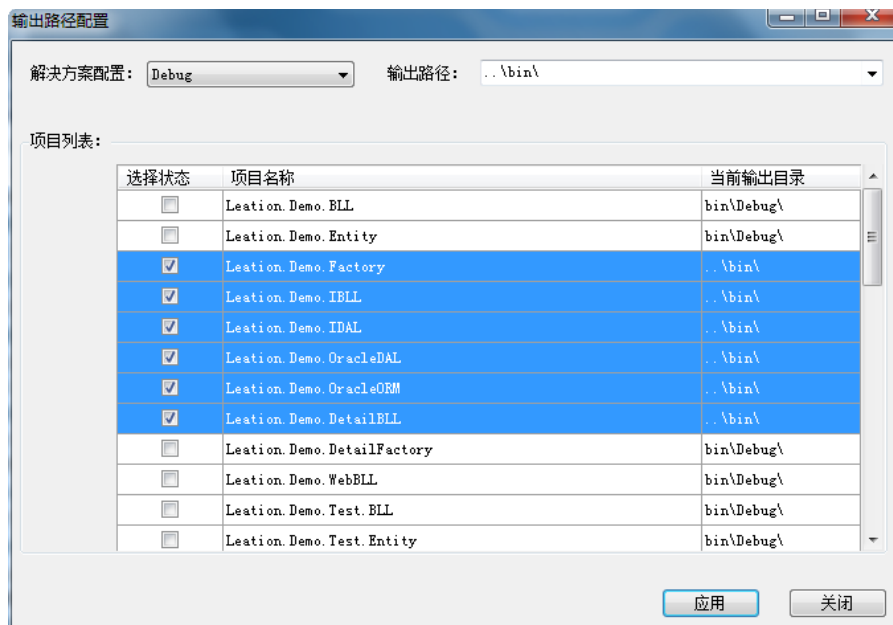 输出路径配置
解决方案配置: Debug 输出路径: ..\bin\
项目列表:
选择状态 项目名称 当前输出目录
Leation.Demo.BLL bin\Debug\
Leation.Demo.Entity bin\Debug\
Leation.Demo.Factory ..\bin\
Leation.Demo.IBLL ..\bin\
Leation.Demo.IDAL ..\bin\
Leation.Demo.OracleDAL ..\bin\
Leation.Demo.OracleORM ..\bin\
Leation.Demo.DetailBLL ..\bin\
Leation.Demo.DetailFactory bin\Debug\
Leation.Demo.WebBLL bin\Debug\
Leation.Demo.Test.BLL bin\Debug\
Leation.Demo.Test.Entity bin\Debug\
应用 关闭